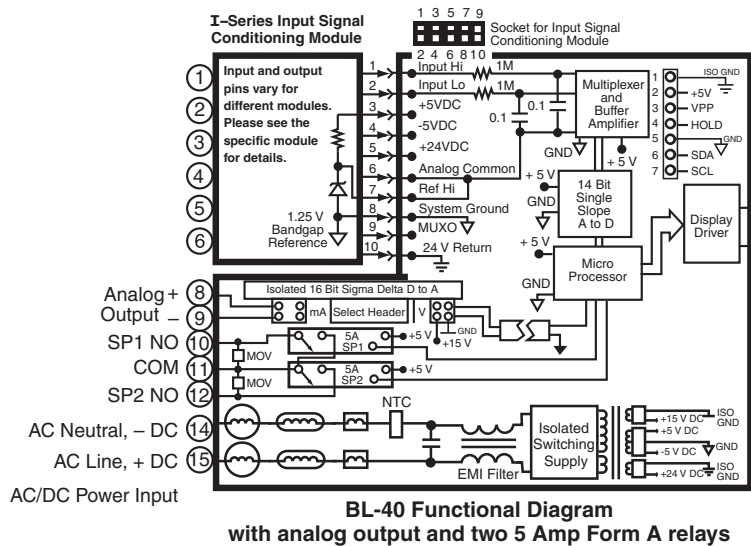 I-Series Input Signal
Conditioning Module
1 3 5 7 9
Socket for Input Signal
Conditioning Module
2 4 6 8 10
Input and output
pins vary for
different modules.
Please see the
specific module
for details.
1
2
3
4
5
6
1.25 V
Bandgap
Reference
1 Input Hi 1M
2 Input Lo 1M
3 +5VDC
4 -5VDC
5 +24VDC
6 Analog Common
7 Ref Hi
8 System Ground
9 MUXO
10 24 V Return
0.1
0.1
GND
Multiplexer
and
Buffer
Amplifier
+ 5 V
1 ISO GND
2 +5V
3 VPP
4 HOLD
5 GND
6 SDA
7 SCL
+ 5 V
GND
14 Bit
Single
Slope
A to D
+ 5 V
GND
Micro
Processor
Display
Driver
Isolated 16 Bit Sigma Delta D to A
mA Select Header V
GND
+15 V
Analog +
Output –
8
9
SP1 NO 10
COM 11
SP2 NO 12
MOV
MOV
5A
SP1
+5 V
5A
SP2
+5 V
AC Neutral, – DC 14
AC Line, + DC 15
AC/DC Power Input
NTC
EMI Filter
Isolated
Switching
Supply
+15 V DC ISO
GND
+5 V DC
GND
-5 V DC
+24 V DC ISO
GND
BL-40 Functional Diagram
with analog output and two 5 Amp Form A relays